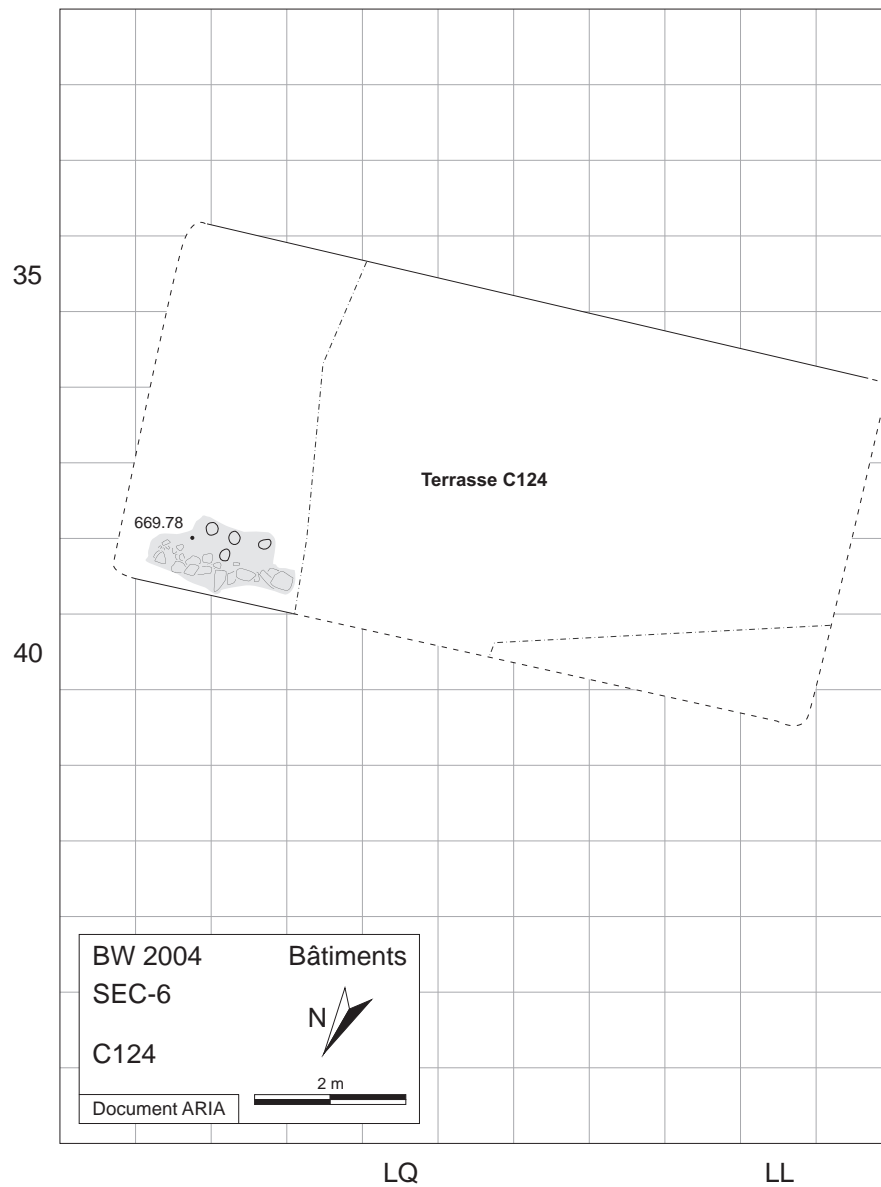 35
Terrasse C124
669.78
40
BW 2004 Bâtiments
SEC-6
N
C124
2 m
Document ARIA
LQ LL